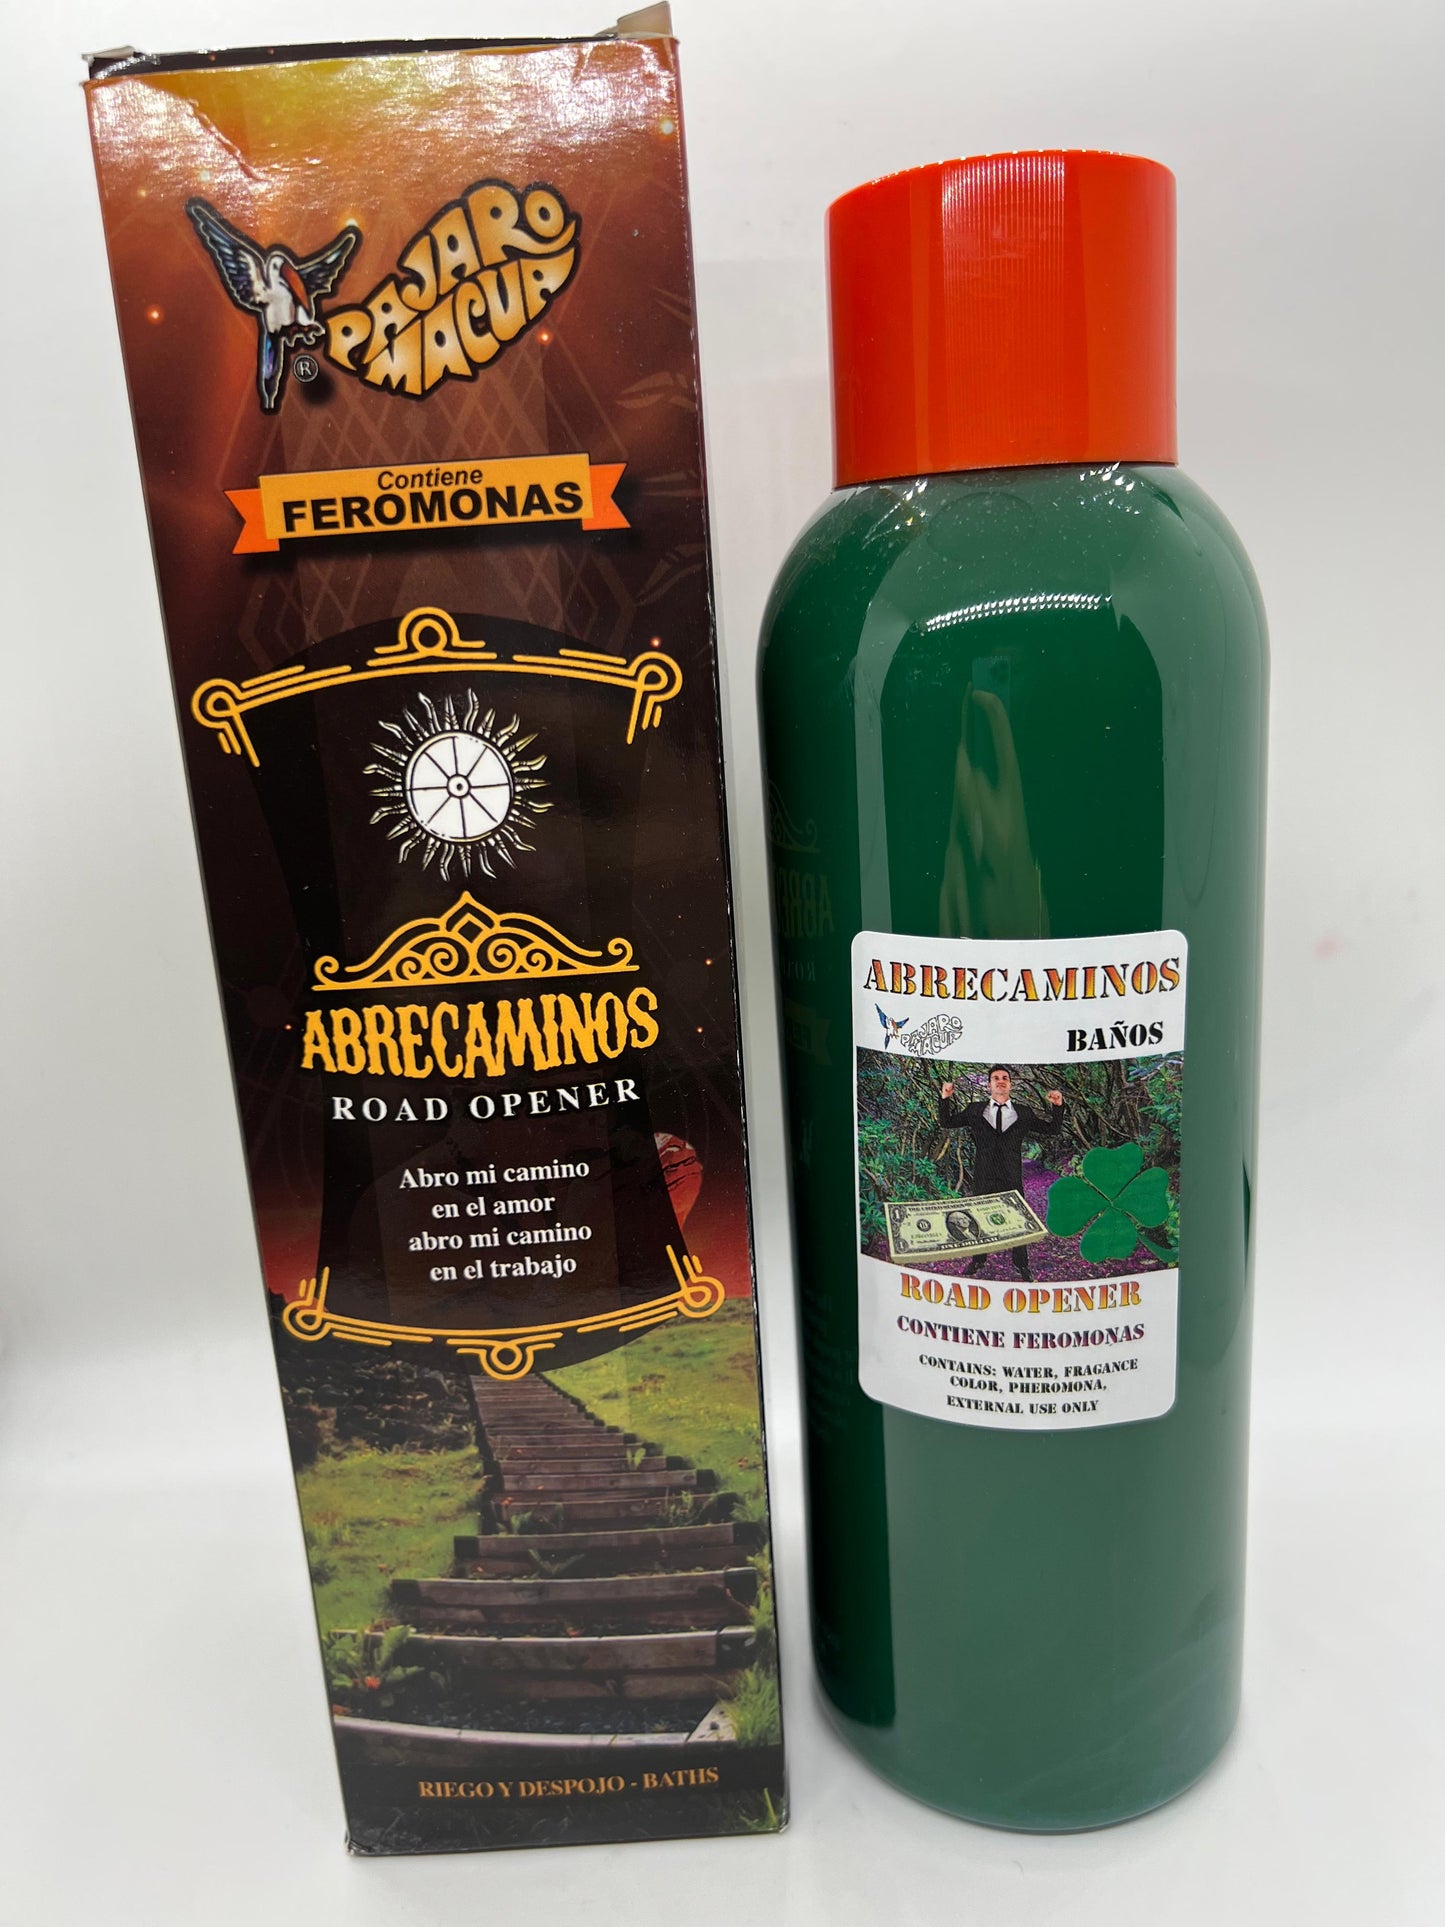 PAJARO
MACUA
®
Contiene
FEROMONAS
ABRECAMINOS
ROAD OPENER
Abro mi camino
en el amor
abro mi camino
en el trabajo
RIEGO Y DESPOJO - BATHS
ABRECAMINOS
PAJARO
MACUA
BAÑOS
ROAD OPENER
CONTIENE FEROMONAS
CONTAINS: WATER, FRAGANCE
COLOR, PHEROMONA,
EXTERNAL USE ONLY